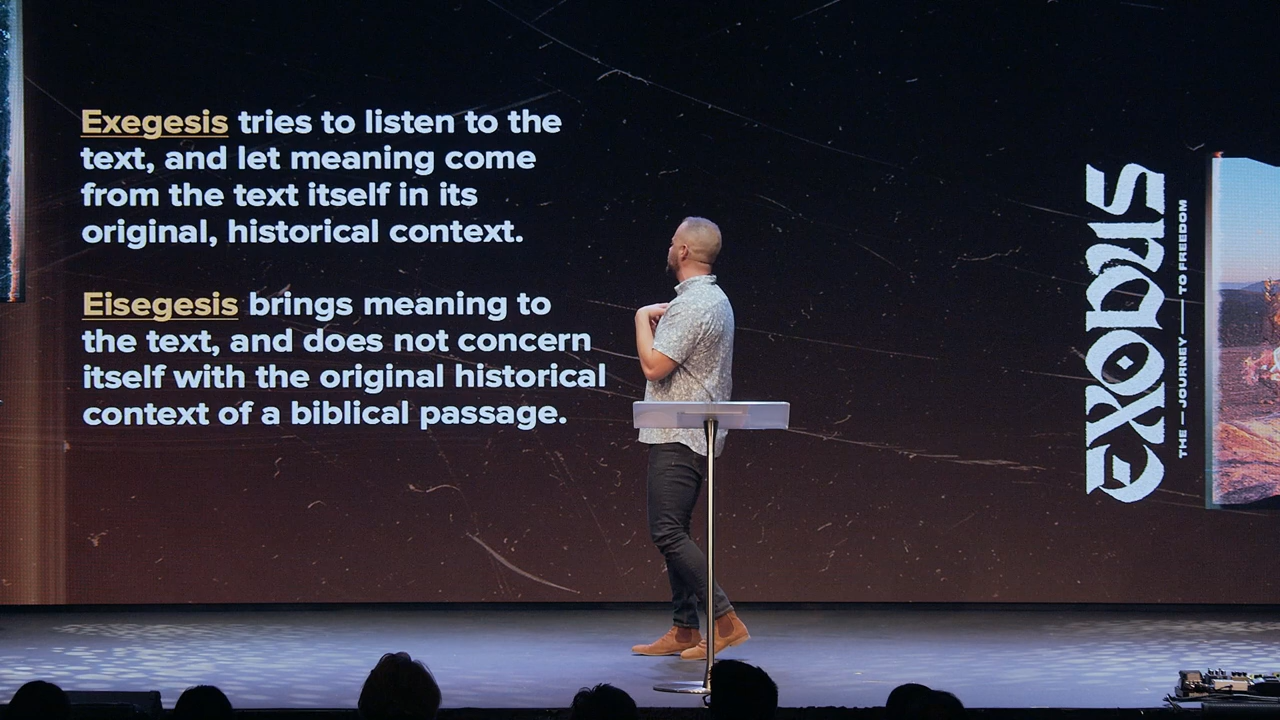 Exegesis tries to listen to the
text, and let meaning come
from the text itself in its
original, historical context.
Eisegesis brings meaning to
the text, and does not concern
itself with the original historical
context of a biblical passage.
EXODUS
THE — JOURNEY — TO FREEDOM